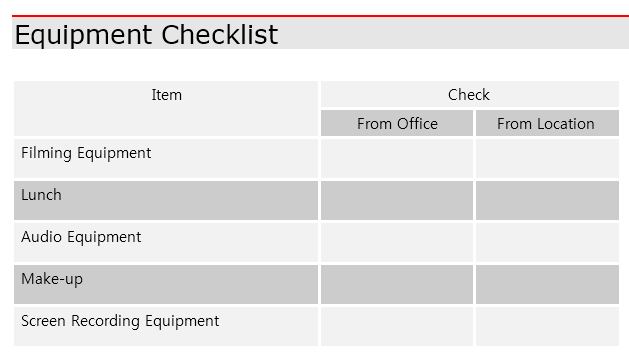 Equipment Checklist
Item
Check
From Office
From Location
Filming Equipment
Lunch
Audio Equipment
Make-up
Screen Recording Equipment